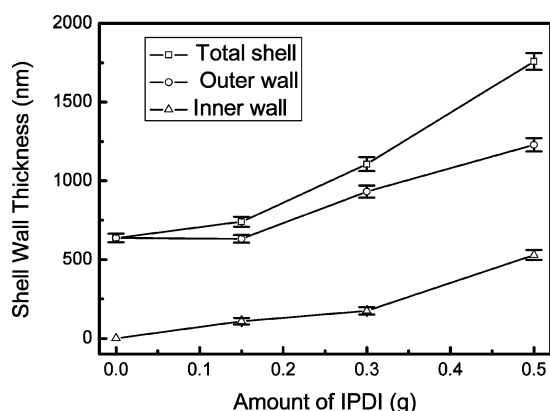 2000
1500
1000
500
0
Shell Wall Thickness (nm)
Total shell
Outer wall
Inner wall
0.0 0.1 0.2 0.3 0.4 0.5
Amount of IPDI (g)